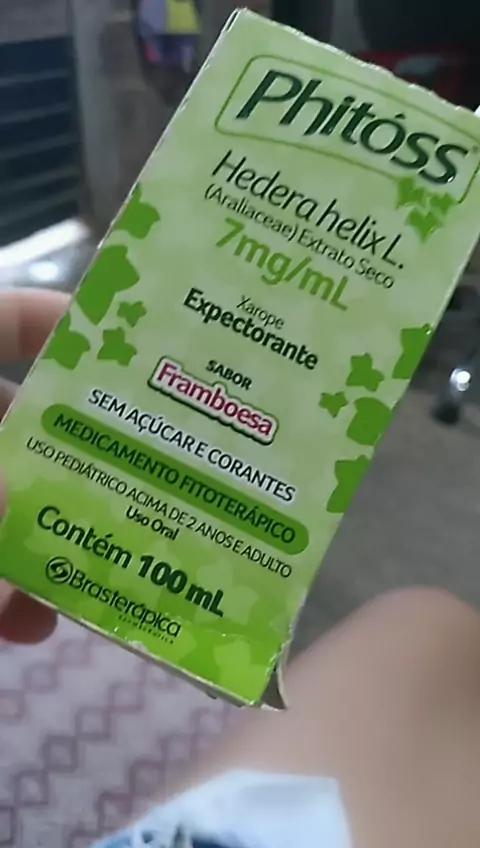 Phitóss
Hedera helix L.
(Araliaceae) Extrato Seco
7mg/mL
Xarope
Expectorante
SABOR
Framboesa
SEM AÇÚCAR E CORANTES
MEDICAMENTO FITOTERÁPICO
USO PEDIÁTRICO ACIMA DE 2 ANOS E ADULTO
Uso Oral
Contém 100 mL
Brasterápica